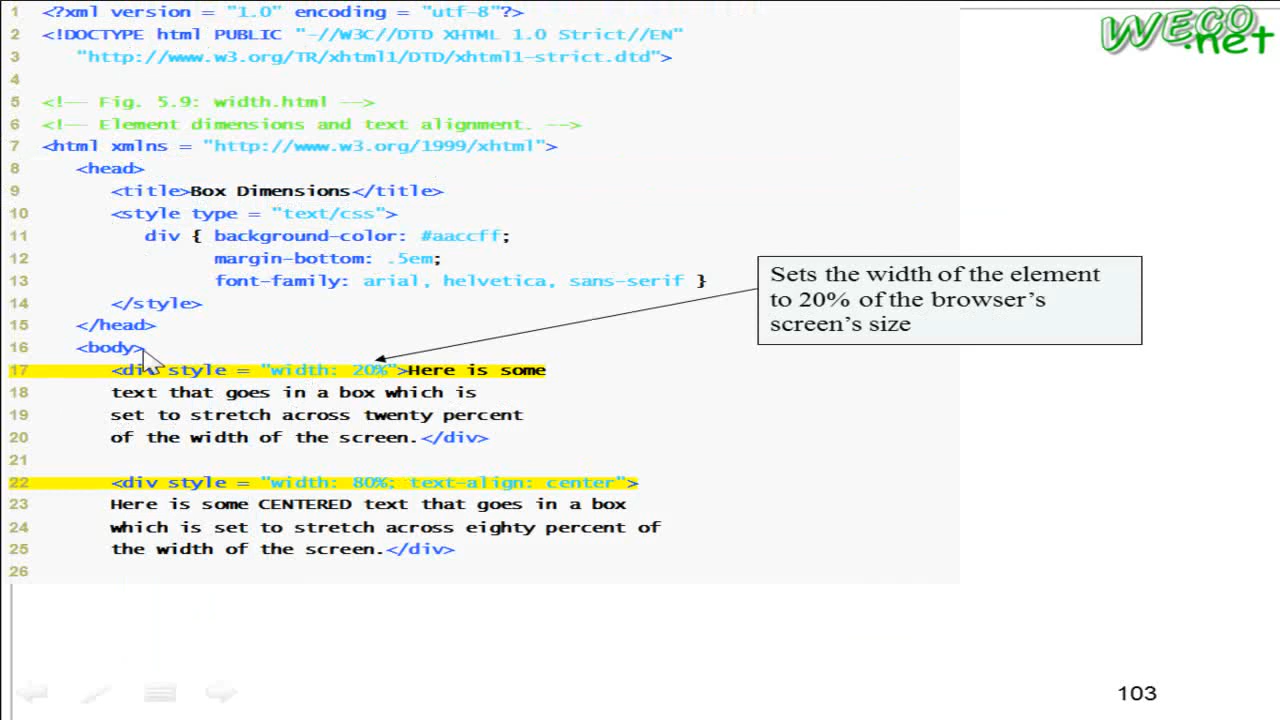 WECO
.net
1 <?xml version = "1.0" encoding = "utf-8"?>
2 <!DOCTYPE html PUBLIC "-//W3C//DTD XHTML 1.0 Strict//EN"
3 "http://www.w3.org/TR/xhtml1/DTD/xhtml1-strict.dtd">
4
5 <!-- Fig. 5.9: width.html -->
6 <!-- Element dimensions and text alignment. -->
7 <html xmlns = "http://www.w3.org/1999/xhtml">
8 <head>
9 <title>Box Dimensions</title>
10 <style type = "text/css">
11 div { background-color: #aaccff;
12 margin-bottom: .5em;
13 font-family: arial, helvetica, sans-serif }
14 </style>
15 </head>
16 <body>
17 <div style = "width: 20%">Here is some
18 text that goes in a box which is
19 set to stretch across twenty percent
20 of the width of the screen.</div>
21
22 <div style = "width: 80%; text-align: center">
23 Here is some CENTERED text that goes in a box
24 which is set to stretch across eighty percent of
25 the width of the screen.</div>
26
Sets the width of the element
to 20% of the browser's
screen's size
103